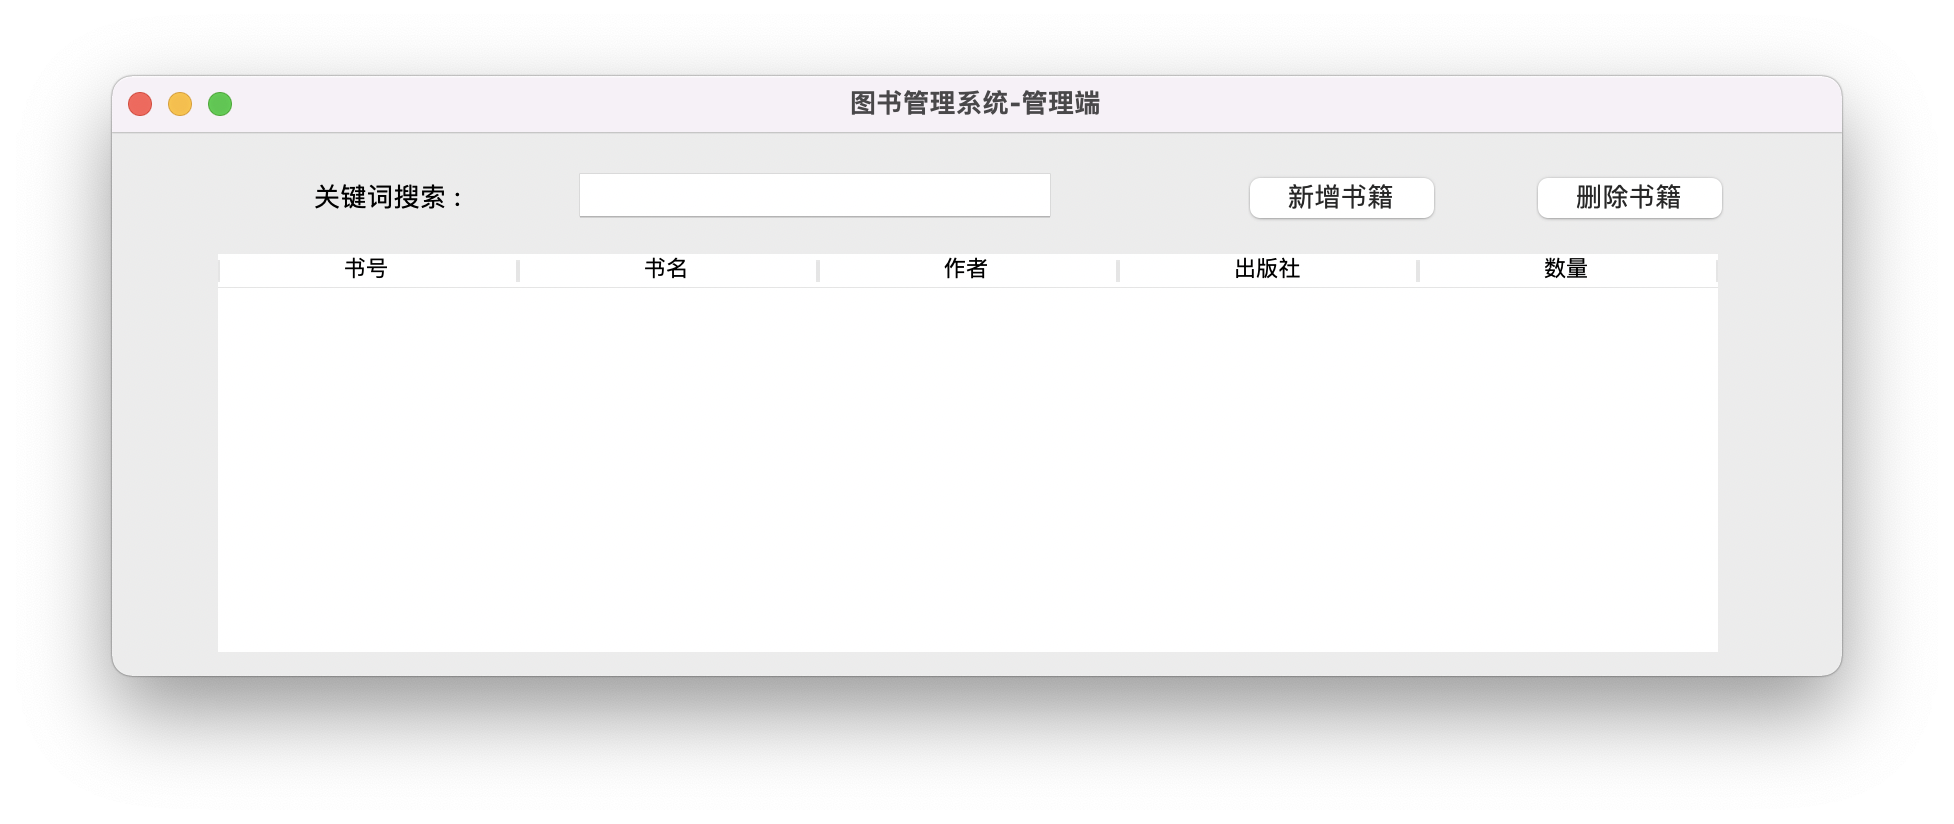 图书管理系统-管理端
关键词搜索：
新增书籍
删除书籍
书号 书名 作者 出版社 数量